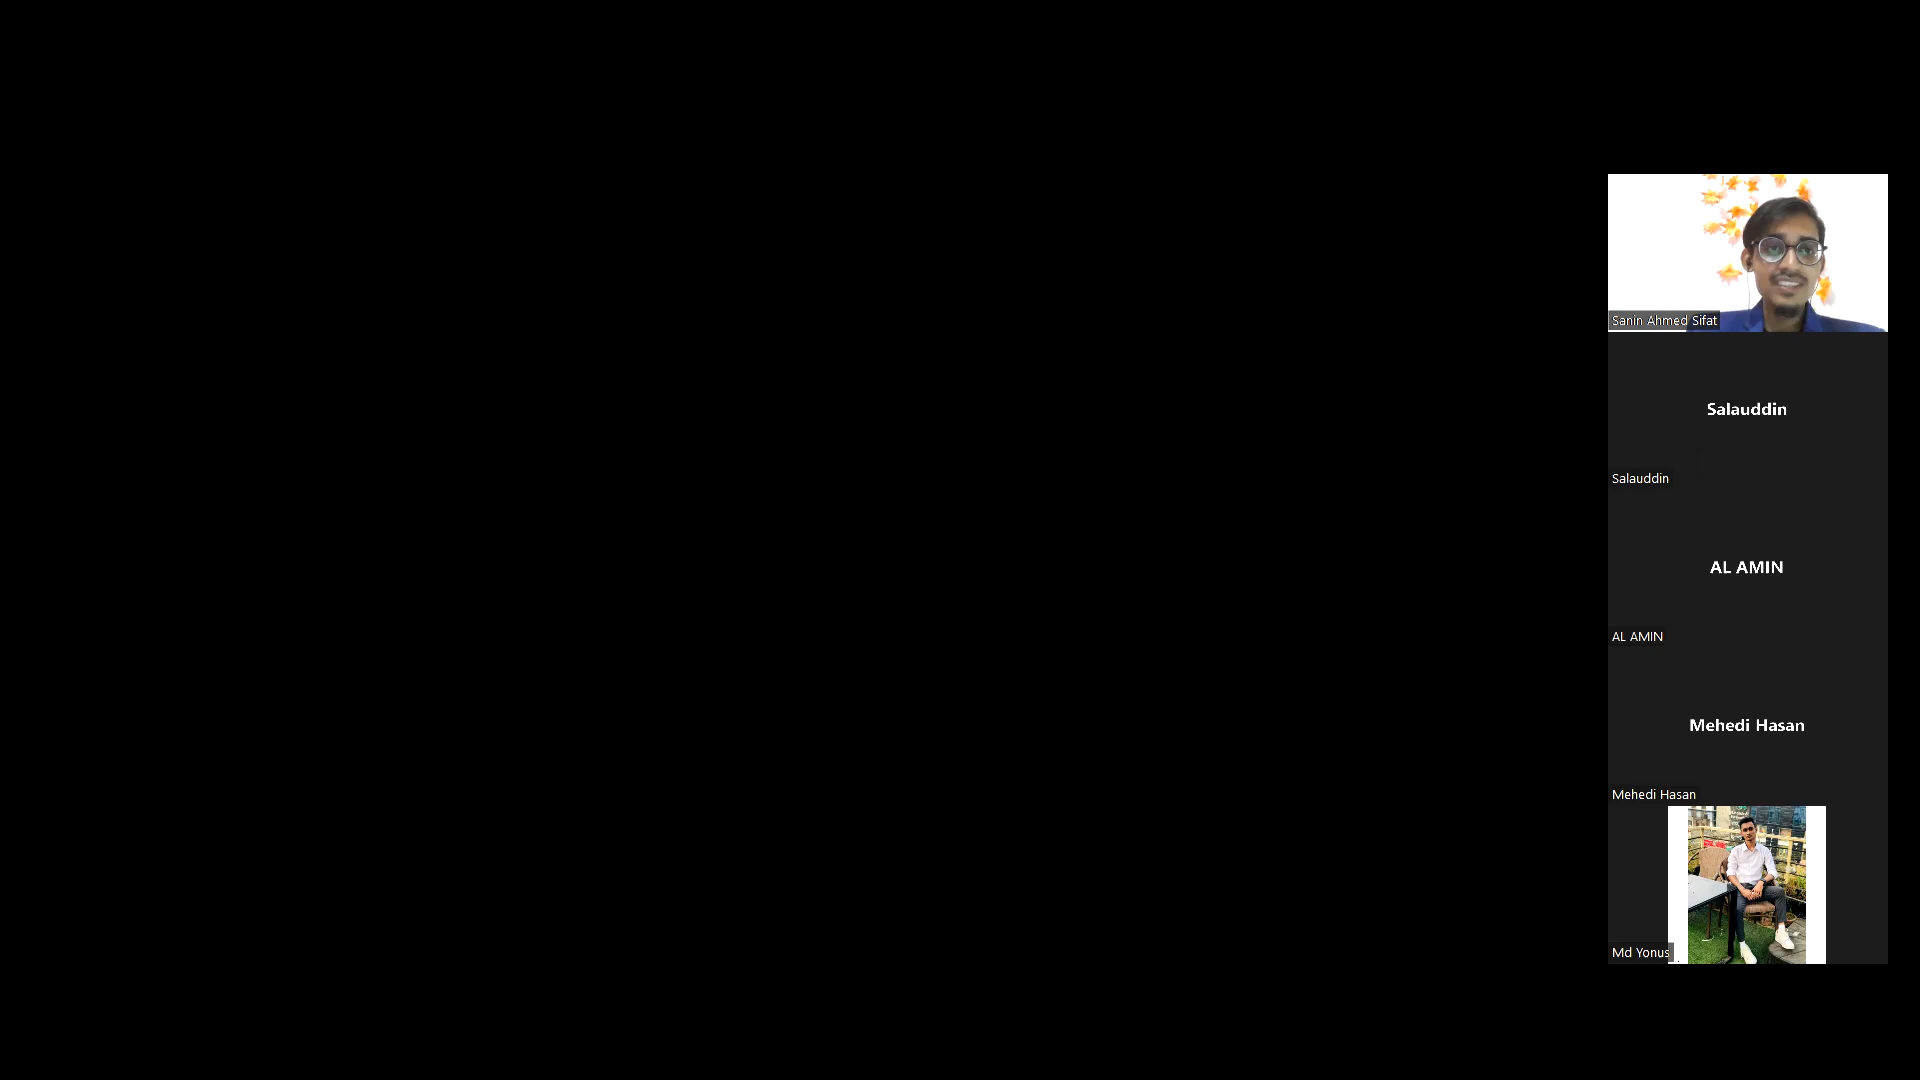 Sanin Ahmed Sifat
Salauddin
Salauddin
AL AMIN
AL AMIN
Mehedi Hasan
Mehedi Hasan
Md Yonus